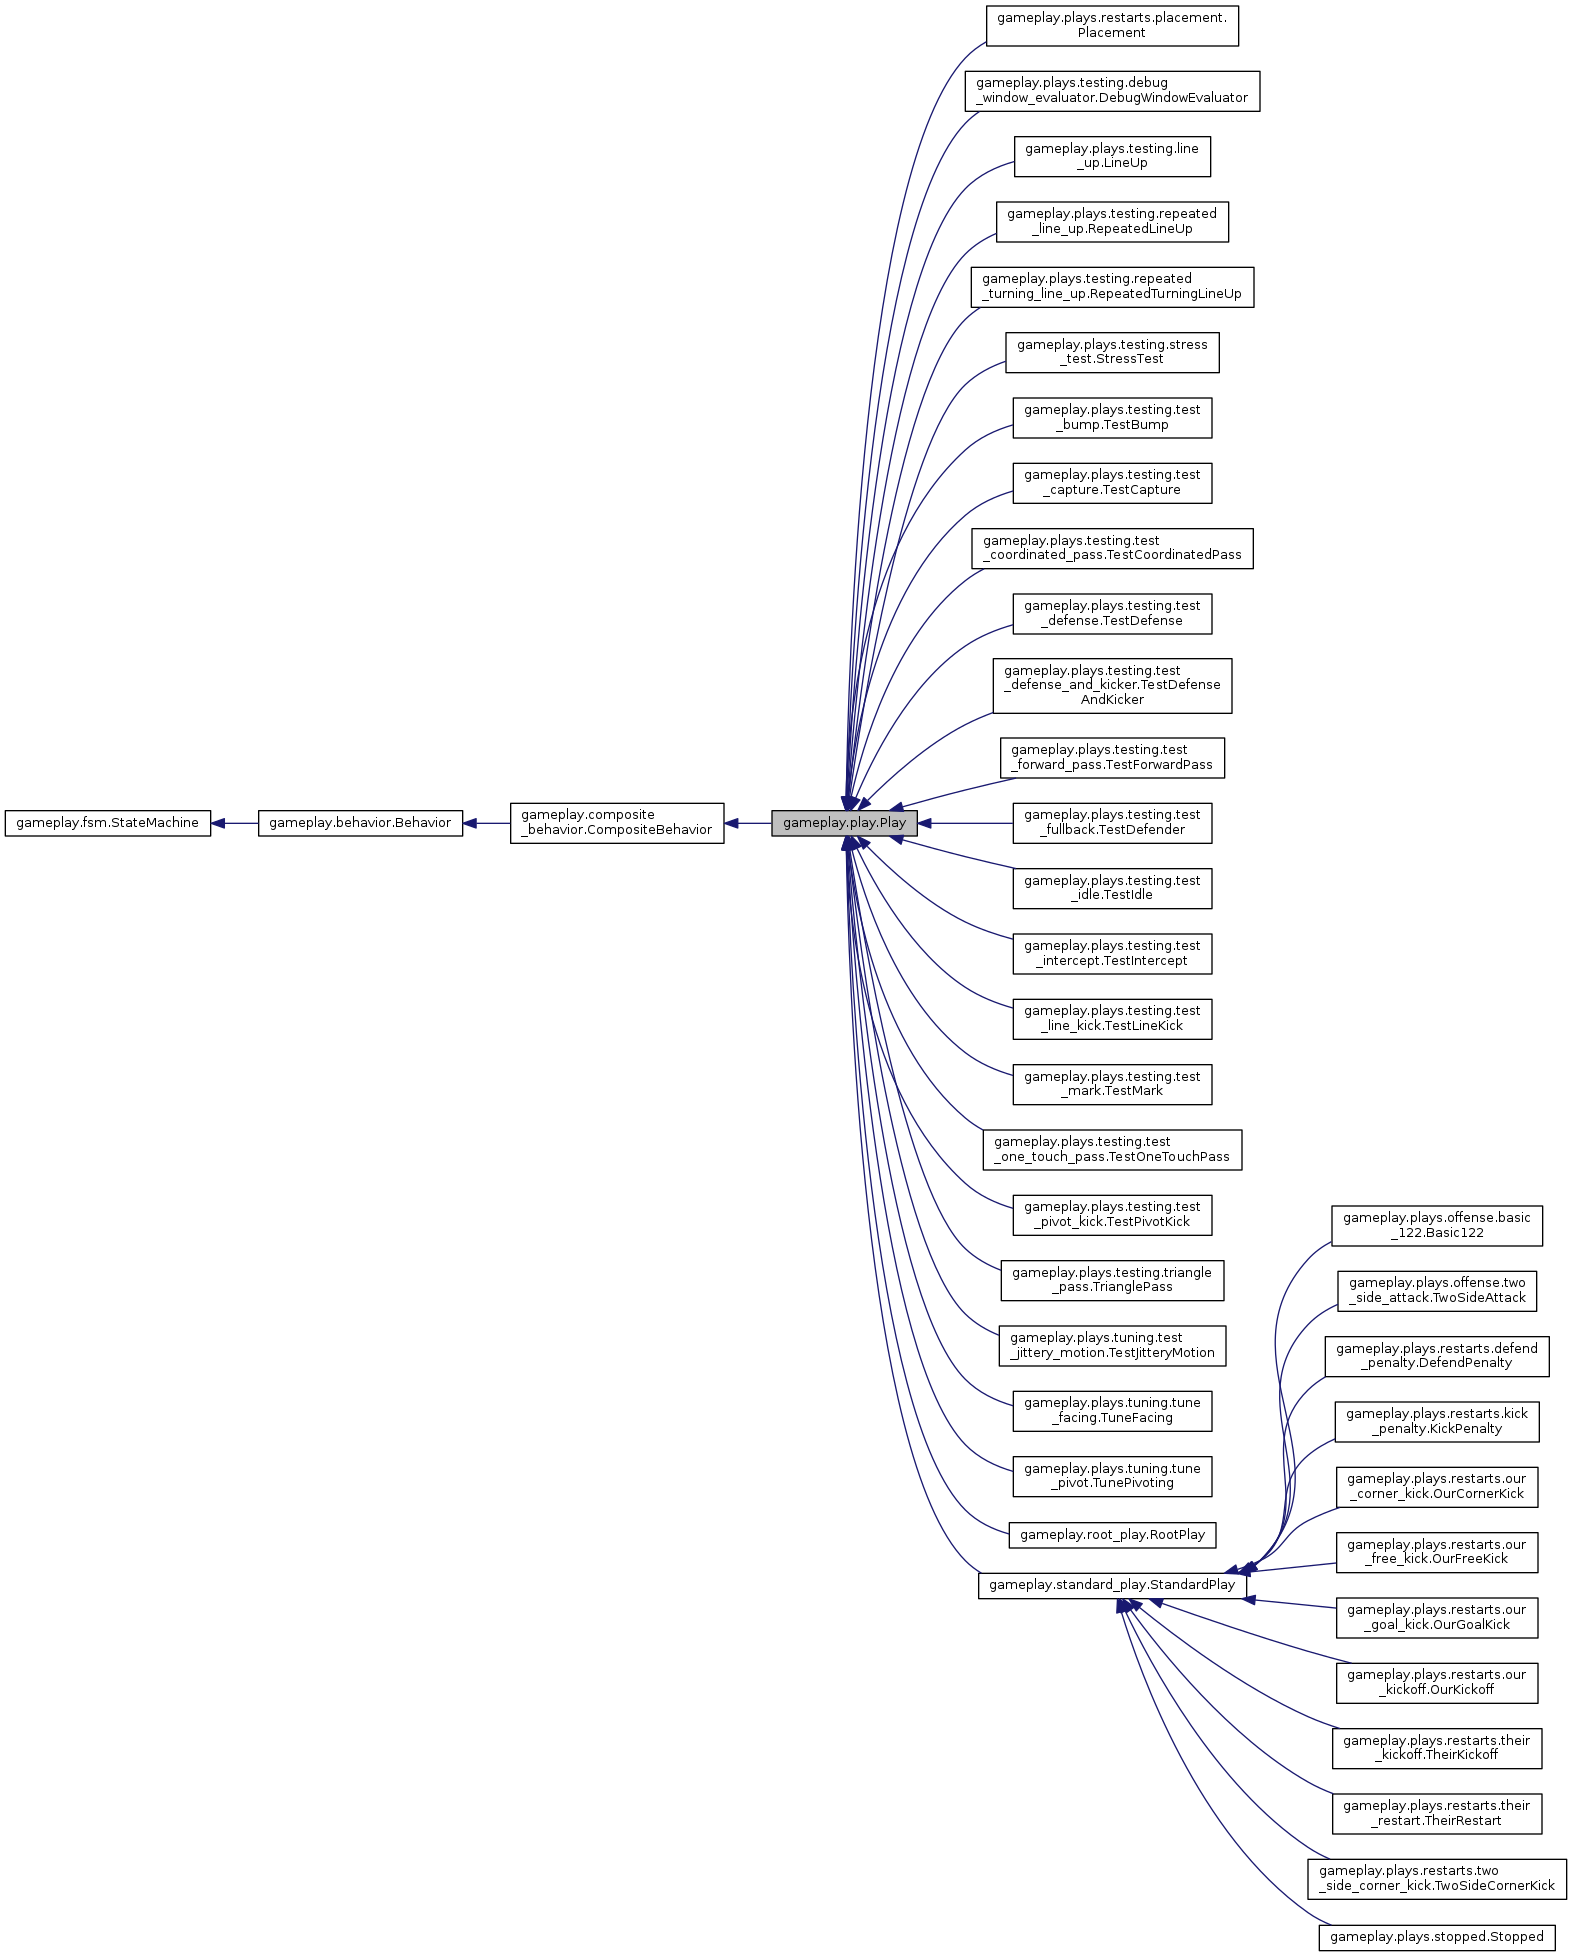 gameplay.fsm.StateMachine
gameplay.behavior.Behavior
gameplay.composite
_behavior.CompositeBehavior
gameplay.play.Play
gameplay.plays.restarts.placement.
Placement
gameplay.plays.testing.debug
_window_evaluator.DebugWindowEvaluator
gameplay.plays.testing.line
_up.LineUp
gameplay.plays.testing.repeated
_line_up.RepeatedLineUp
gameplay.plays.testing.repeated
_turning_line_up.RepeatedTurningLineUp
gameplay.plays.testing.stress
_test.StressTest
gameplay.plays.testing.test
_bump.TestBump
gameplay.plays.testing.test
_capture.TestCapture
gameplay.plays.testing.test
_coordinated_pass.TestCoordinatedPass
gameplay.plays.testing.test
_defense.TestDefense
gameplay.plays.testing.test
_defense_and_kicker.TestDefense
AndKicker
gameplay.plays.testing.test
_forward_pass.TestForwardPass
gameplay.plays.testing.test
_fullback.TestDefender
gameplay.plays.testing.test
_idle.TestIdle
gameplay.plays.testing.test
_intercept.TestIntercept
gameplay.plays.testing.test
_line_kick.TestLineKick
gameplay.plays.testing.test
_mark.TestMark
gameplay.plays.testing.test
_one_touch_pass.TestOneTouchPass
gameplay.plays.testing.test
_pivot_kick.TestPivotKick
gameplay.plays.testing.triangle
_pass.TrianglePass
gameplay.plays.tuning.test
_jittery_motion.TestJitteryMotion
gameplay.plays.tuning.tune
_facing.TuneFacing
gameplay.plays.tuning.tune
_pivot.TunePivoting
gameplay.root_play.RootPlay
gameplay.standard_play.StandardPlay
gameplay.plays.offense.basic
_122.Basic122
gameplay.plays.offense.two
_side_attack.TwoSideAttack
gameplay.plays.restarts.defend
_penalty.DefendPenalty
gameplay.plays.restarts.kick
_penalty.KickPenalty
gameplay.plays.restarts.our
_corner_kick.OurCornerKick
gameplay.plays.restarts.our
_free_kick.OurFreeKick
gameplay.plays.restarts.our
_goal_kick.OurGoalKick
gameplay.plays.restarts.our
_kickoff.OurKickoff
gameplay.plays.restarts.their
_kickoff.TheirKickoff
gameplay.plays.restarts.their
_restart.TheirRestart
gameplay.plays.restarts.two
_side_corner_kick.TwoSideCornerKick
gameplay.plays.stopped.Stopped